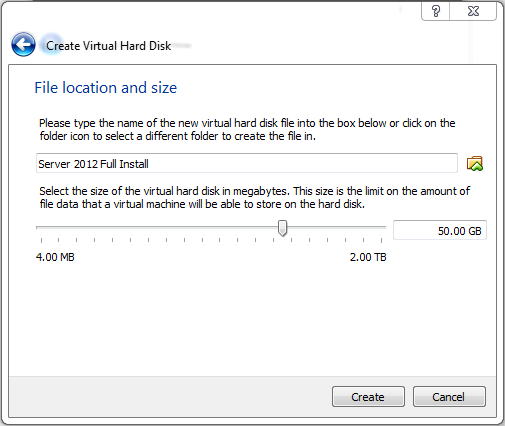 Create Virtual Hard Disk
File location and size
Please type the name of the new virtual hard disk file into the box below or click on the
folder icon to select a different folder to create the file in.
Server 2012 Full Install
Select the size of the virtual hard disk in megabytes. This size is the limit on the amount of
file data that a virtual machine will be able to store on the hard disk.
50.00 GB
4.00 MB 2.00 TB
Create Cancel